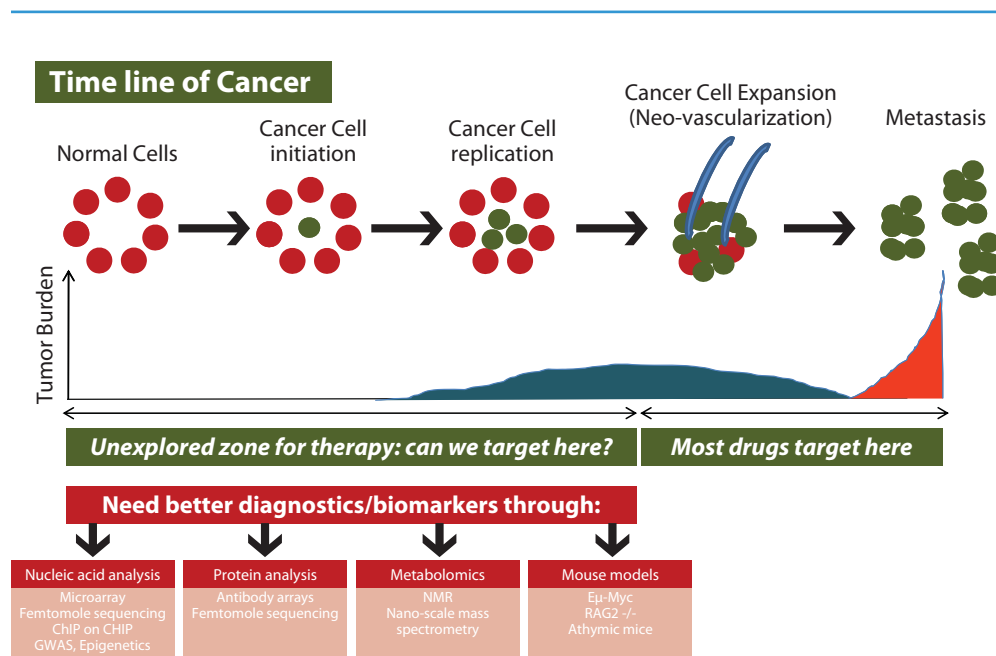 Time line of Cancer
Normal Cells
Cancer Cell
initiation
Cancer Cell
replication
Cancer Cell Expansion
(Neo-vascularization)
Metastasis
Tumor Burden
Unexplored zone for therapy: can we target here?
Most drugs target here
Need better diagnostics/biomarkers through:
Nucleic acid analysis
Microarray
Femtomole sequencing
ChIP on CHIP
GWAS, Epigenetics
Protein analysis
Antibody arrays
Femtomole sequencing
Metabolomics
NMR
Nano-scale mass
spectrometry
Mouse models
Eµ-Myc
RAG2 -/-
Athymic mice